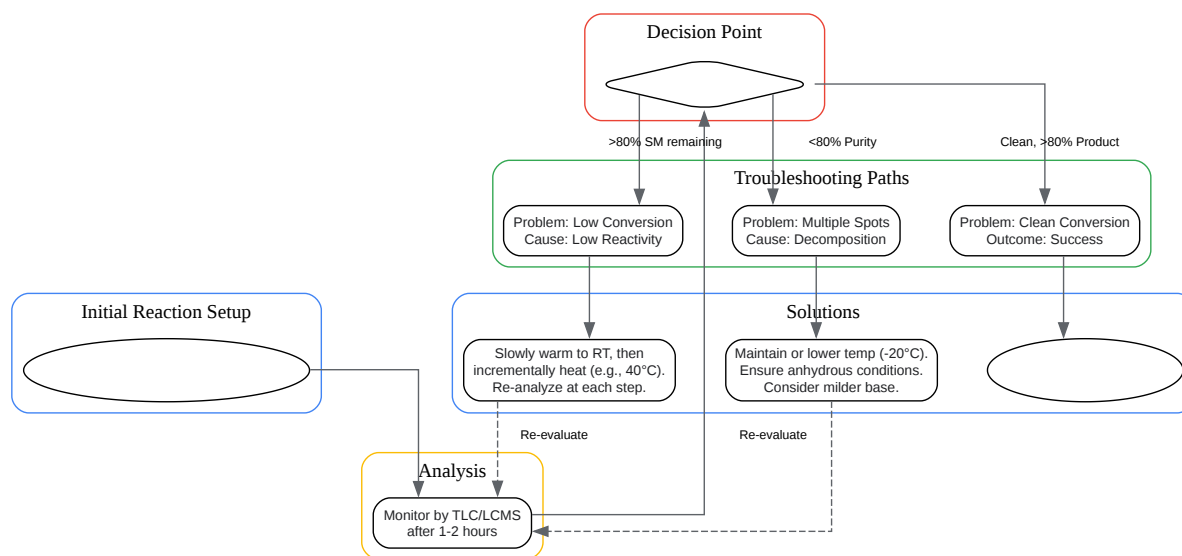 Decision Point
>80% SM remaining
<80% Purity
Clean, >80% Product
Troubleshooting Paths
Problem: Low Conversion
Cause: Low Reactivity
Problem: Multiple Spots
Cause: Decomposition
Problem: Clean Conversion
Outcome: Success
Initial Reaction Setup
Solutions
Slowly warm to RT, then
incrementally heat (e.g., 40°C).
Re-analyze at each step.
Maintain or lower temp (-20°C).
Ensure anhydrous conditions.
Consider milder base.
Re-evaluate
Re-evaluate
Analysis
Monitor by TLC/LCMS
after 1-2 hours